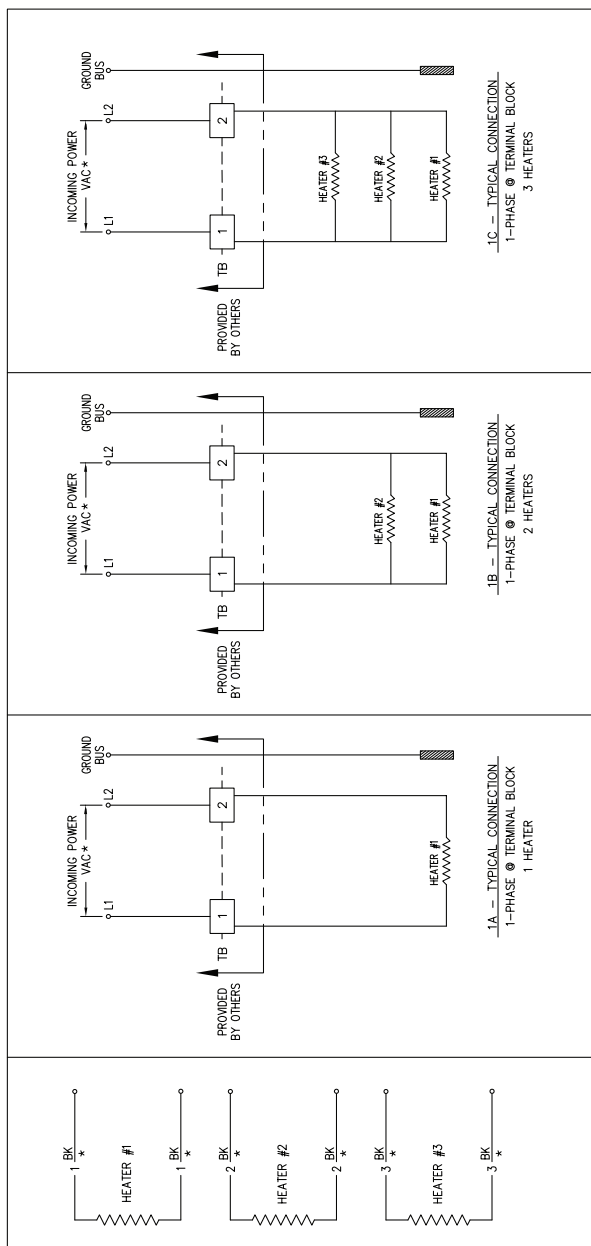 1 BK *
HEATER #1
1 BK *
2 BK *
HEATER #2
2 BK *
3 BK *
HEATER #3
3 BK *
INCOMING POWER
VAC*
GROUND
BUS
L1
L2
TB
1
2
PROVIDED
BY OTHERS
HEATER #1
1A - TYPICAL CONNECTION
1-PHASE @ TERMINAL BLOCK
1 HEATER
INCOMING POWER
VAC*
GROUND
BUS
L1
L2
TB
1
2
PROVIDED
BY OTHERS
HEATER #2
HEATER #1
1B - TYPICAL CONNECTION
1-PHASE @ TERMINAL BLOCK
2 HEATERS
INCOMING POWER
VAC*
GROUND
BUS
L1
L2
TB
1
2
PROVIDED
BY OTHERS
HEATER #3
HEATER #2
HEATER #1
1C - TYPICAL CONNECTION
1-PHASE @ TERMINAL BLOCK
3 HEATERS